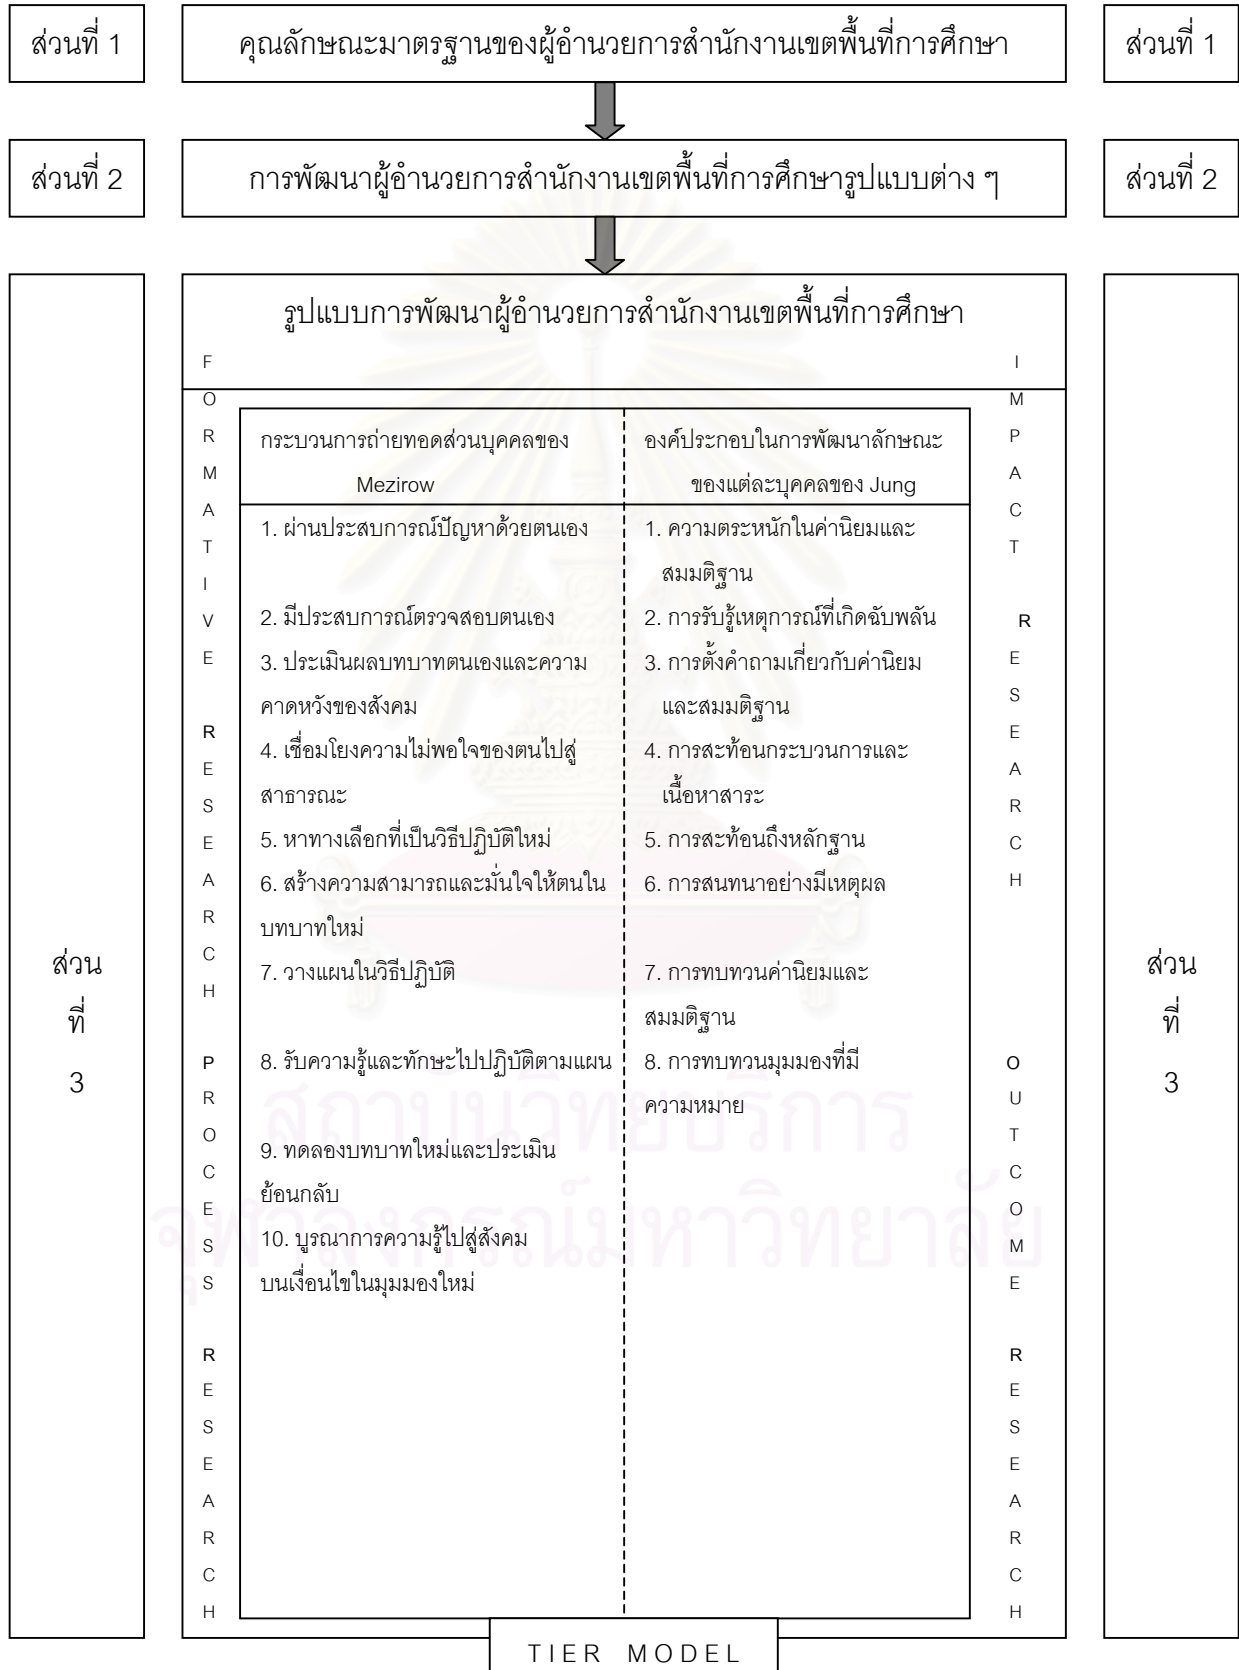 ส่วนที่ 1
คุณลักษณะมาตรฐานของผู้อำนวยการสำนักงานเขตพื้นที่การศึกษา
ส่วนที่ 1
ส่วนที่ 2
การพัฒนาผู้อำนวยการสำนักงานเขตพื้นที่การศึกษารูปแบบต่าง ๆ
ส่วนที่ 2
รูปแบบการพัฒนาผู้อำนวยการสำนักงานเขตพื้นที่การศึกษา
ส่วน
ที่
3
FORMATIVE RESEARCH
PROCESS RESEARCH
กระบวนการถ่ายทอดส่วนบุคคลของ
Mezirow
1. ผ่านประสบการณ์ปัญหาด้วยตนเอง
2. มีประสบการณ์ตรวจสอบตนเอง
3. ประเมินผลบทบาทตนเองและความ
คาดหวังของสังคม
4. เชื่อมโยงความไม่พอใจของตนไปสู่
สาธารณะ
5. หาทางเลือกที่เป็นวิธีปฏิบัติใหม่
6. สร้างความสามารถและมั่นใจให้ตนใน
บทบาทใหม่
7. วางแผนในวิธีปฏิบัติ
8. รับความรู้และทักษะไปปฏิบัติตามแผน
9. ทดลองบทบาทใหม่และประเมิน
ย้อนกลับ
10. บูรณาการความรู้ไปสู่สังคม
บนเงื่อนไขในมุมมองใหม่
องค์ประกอบในการพัฒนาลักษณะ
ของแต่ละบุคคลของ Jung
1. ความตระหนักในค่านิยมและ
สมมติฐาน
2. การรับรู้เหตุการณ์ที่เกิดฉับพลัน
3. การตั้งคำถามเกี่ยวกับค่านิยม
และสมมติฐาน
4. การสะท้อนกระบวนการและ
เนื้อหาสาระ
5. การสะท้อนถึงหลักฐาน
6. การสนทนาอย่างมีเหตุผล
7. การทบทวนค่านิยมและ
สมมติฐาน
8. การทบทวนมุมมองที่มี
ความหมาย
IMPACT RESEARCH
OUTCOME RESEARCH
ส่วน
ที่
3
TIER MODEL
สถาบันวิทยบริการ
จุฬาลงกรณ์มหาวิทยาลัย